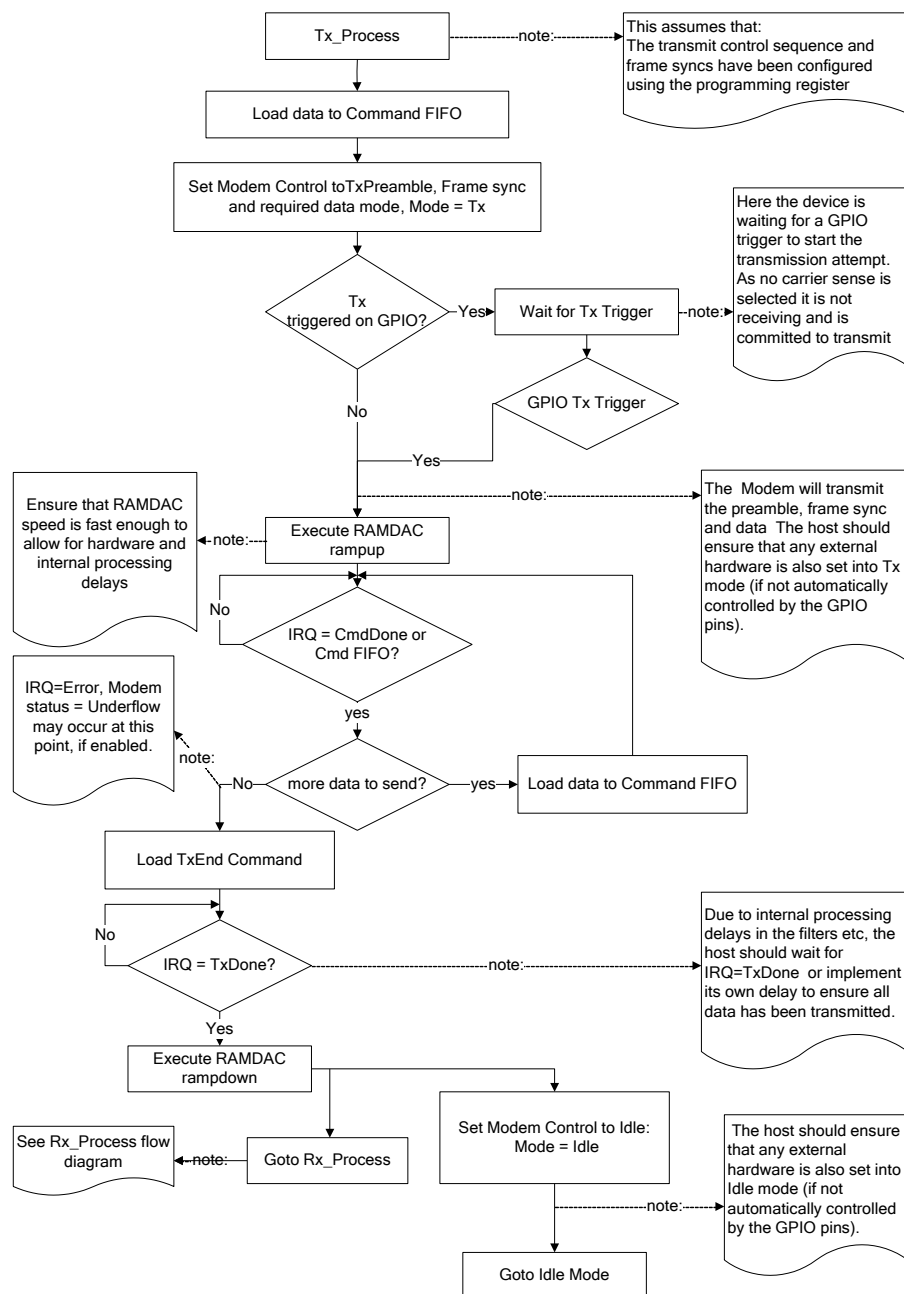 Tx_Process
note:
This assumes that:
The transmit control sequence and
frame syncs have been configured
using the programming register
Load data to Command FIFO
Set Modem Control toTxPreamble, Frame sync
and required data mode, Mode = Tx
Here the device is
waiting for a GPIO
trigger to start the
transmission attempt.
As no carrier sense is
selected it is not
receiving and is
committed to transmit
Tx
triggered on GPIO?
Yes
Wait for Tx Trigger
note:
GPIO Tx Trigger
No
Yes
note:
The  Modem will transmit
the preamble, frame sync
and data  The host should
ensure that any external
hardware is also set into Tx
mode (if not automatically
controlled by the GPIO
pins).
Ensure that RAMDAC
speed is fast enough to
allow for hardware and
internal processing
delays
note:
Execute RAMDAC
rampup
No
IRQ = CmdDone or
Cmd FIFO?
yes
IRQ=Error, Modem
status = Underflow
may occur at this
point, if enabled.
note:
No
more data to send?
yes
Load data to Command FIFO
Load TxEnd Command
No
IRQ = TxDone?
note:
Due to internal processing
delays in the filters etc, the
host should wait for
IRQ=TxDone  or implement
its own delay to ensure all
data has been transmitted.
Yes
Execute RAMDAC
rampdown
See Rx_Process flow
diagram
note:
Goto Rx_Process
Set Modem Control to Idle:
Mode = Idle
note:
The host should ensure
that any external
hardware is also set into
Idle mode (if not
automatically controlled
by the GPIO pins).
Goto Idle Mode